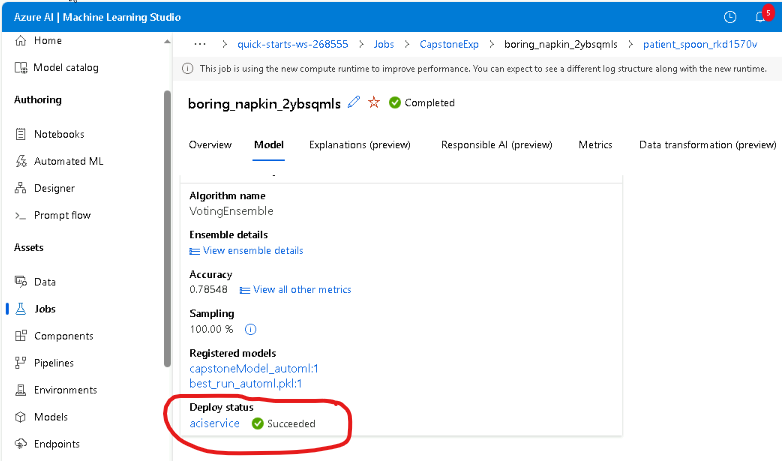 Azure AI | Machine Learning Studio
5
Home
Model catalog
Authoring
Notebooks
Automated ML
Designer
Prompt flow
Assets
Data
Jobs
Components
Pipelines
Environments
Models
Endpoints
··· > quick-starts-ws-268555 > Jobs > CapstoneExp > boring_napkin_2ybsqmls > patient_spoon_rkd1570v
This job is using the new compute runtime to improve performance. You can expect to see a different log structure along with the new runtime.
boring_napkin_2ybsqmls Completed
Overview Model Explanations (preview) Responsible AI (preview) Metrics Data transformation (preview)
Algorithm name
VotingEnsemble
Ensemble details
View ensemble details
Accuracy
0.78548 View all other metrics
Sampling
100.00 %
Registered models
capstoneModel_automl:1
best_run_automl.pkl:1
Deploy status
aciservice Succeeded